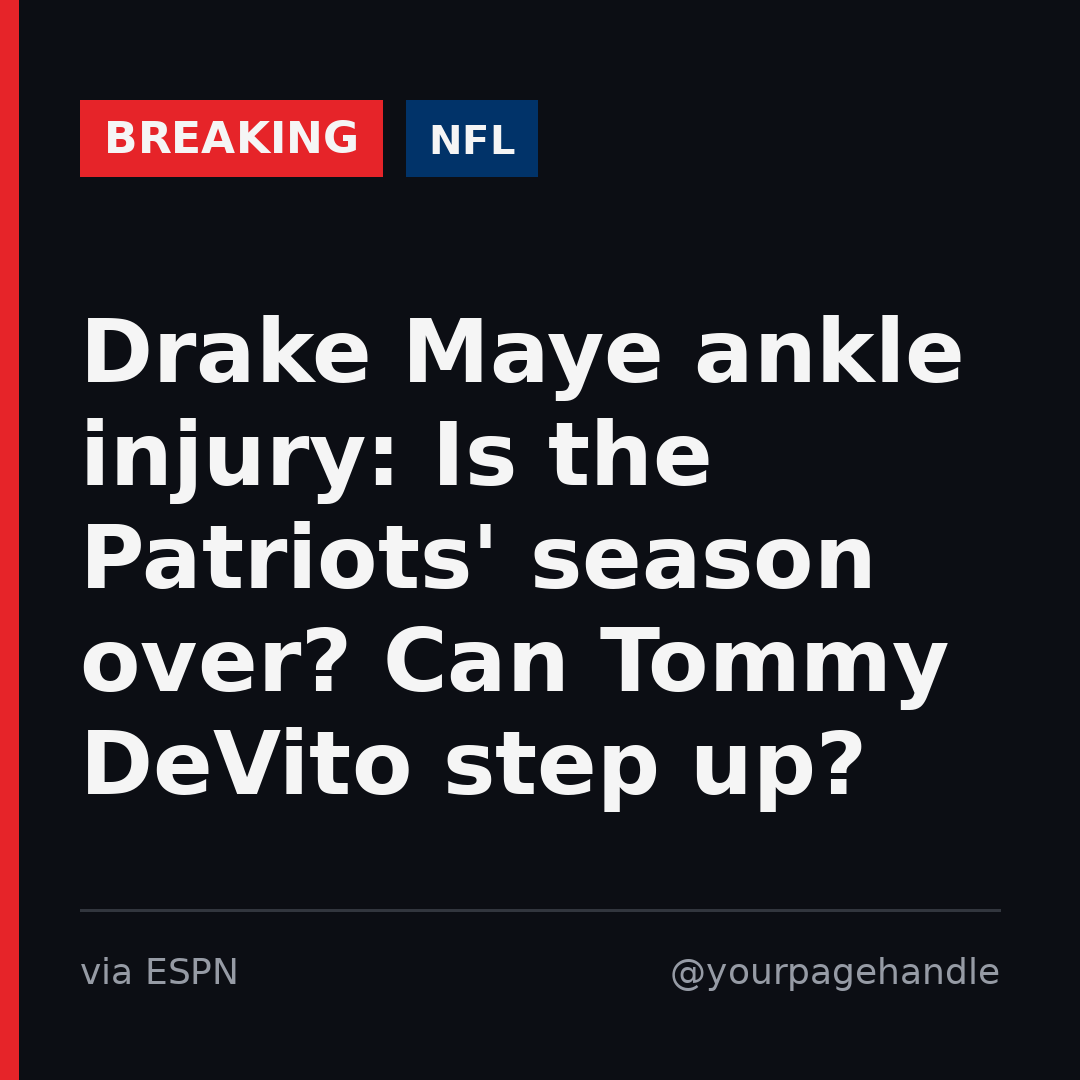 BREAKING NFL
Drake Maye ankle
injury: Is the
Patriots' season
over? Can Tommy
DeVito step up?
via ESPN @yourpagehandle